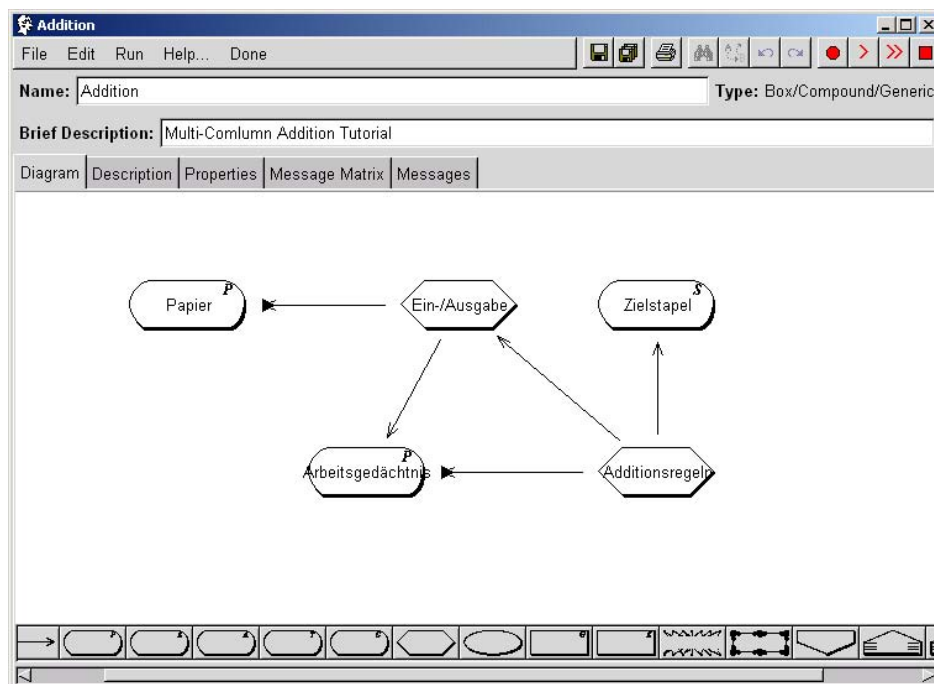 Addition
File Edit Run Help... Done
Name: Addition Type: Box/Compound/Generic
Brief Description: Multi-Comlumn Addition Tutorial
Diagram Description Properties Message Matrix Messages
P S
Papier Ein-/Ausgabe Zielstapel
P
Arbeitsgedächtnis Additionsregeln